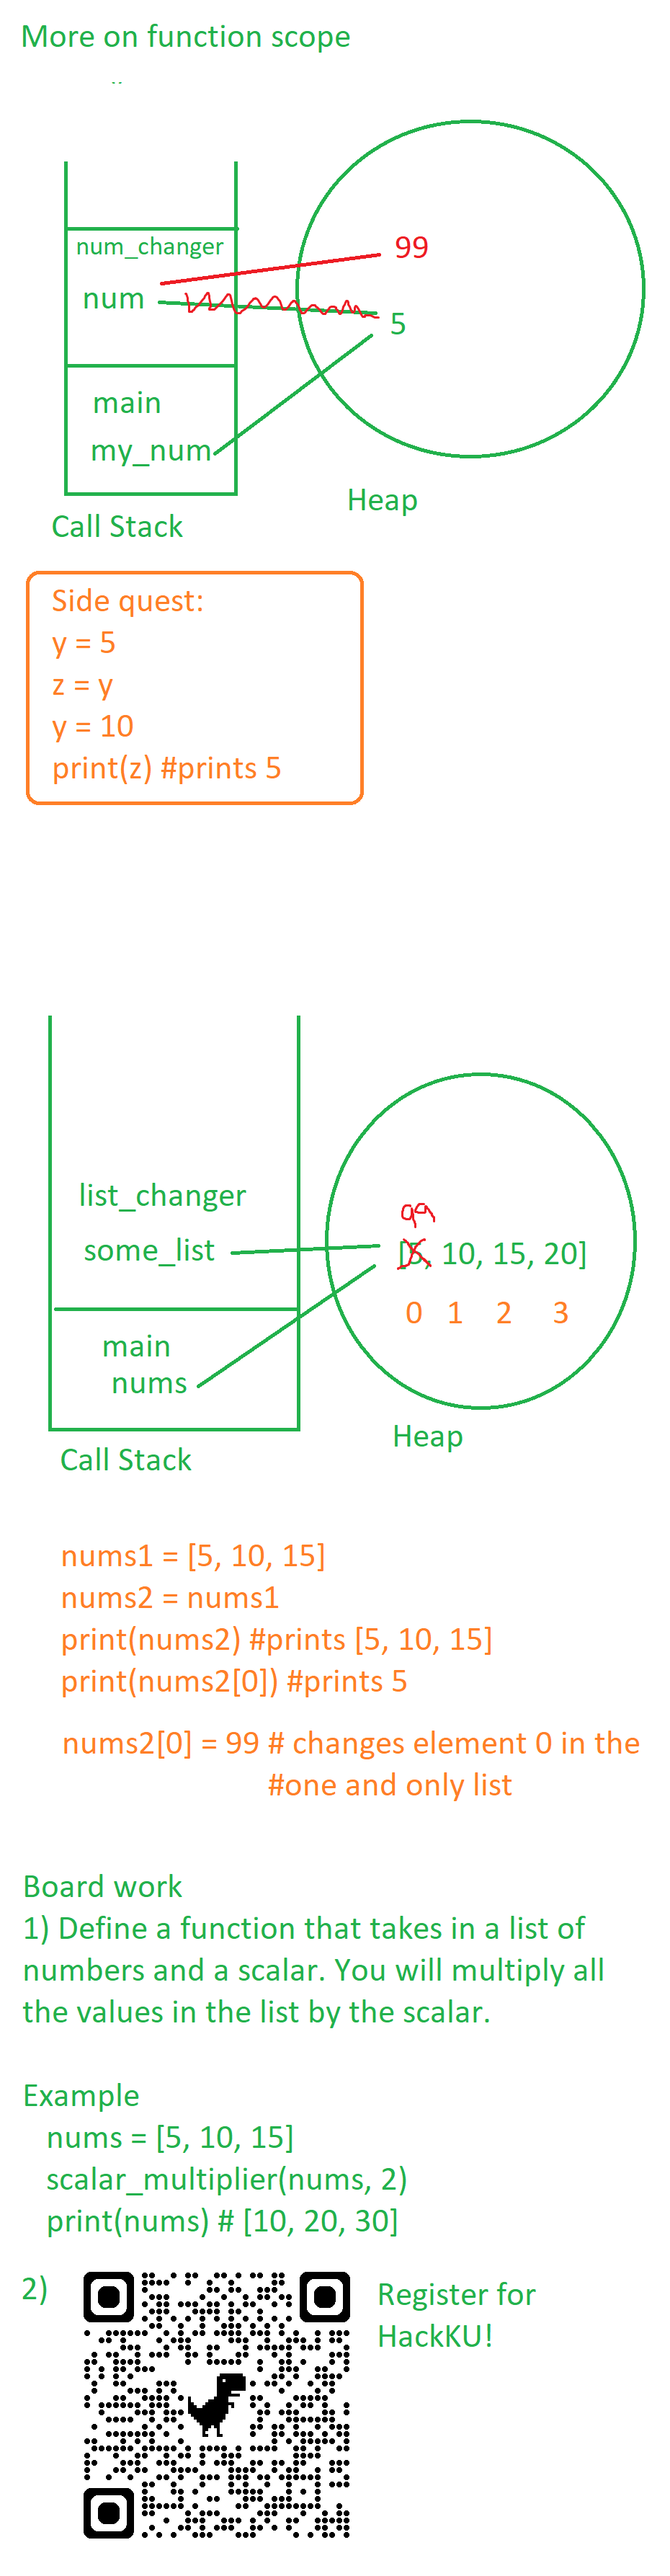 More on function scope
num_changer
99
num
5
main
my_num
Heap
Call Stack
Side quest:
y = 5
z = y
y = 10
print(z) #prints 5
list_changer
99
some_list
[5, 10, 15, 20]
0 1 2 3
main
nums
Heap
Call Stack
nums1 = [5, 10, 15]
nums2 = nums1
print(nums2) #prints [5, 10, 15]
print(nums2[0]) #prints 5
nums2[0] = 99 # changes element 0 in the
#one and only list
Board work
1) Define a function that takes in a list of
numbers and a scalar. You will multiply all
the values in the list by the scalar.
Example
nums = [5, 10, 15]
scalar_multiplier(nums, 2)
print(nums) # [10, 20, 30]
2)
Register for
HackKU!